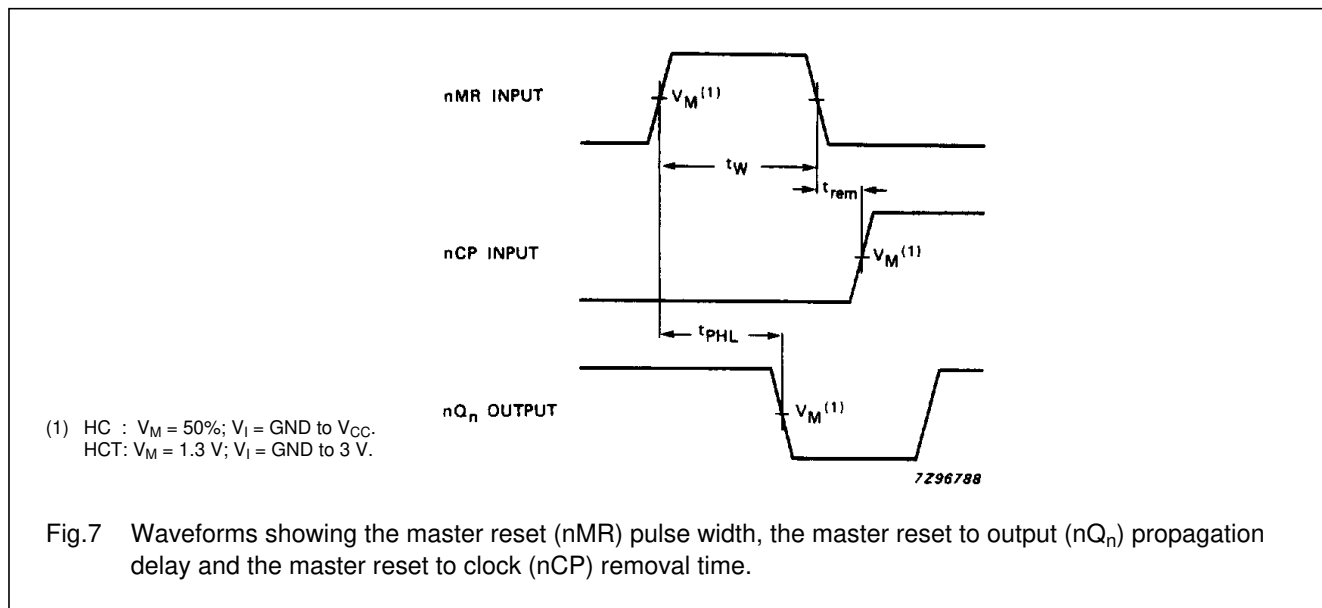 nMR INPUT
V_M (1)
t_W
t_rem
nCP INPUT
V_M (1)
t_PHL
nQ_n OUTPUT
V_M (1)
(1) HC : V_M = 50%; V_I = GND to V_CC.
HCT: V_M = 1.3 V; V_I = GND to 3 V.
7Z96788
Fig.7 Waveforms showing the master reset (nMR) pulse width, the master reset to output (nQ_n) propagation
delay and the master reset to clock (nCP) removal time.